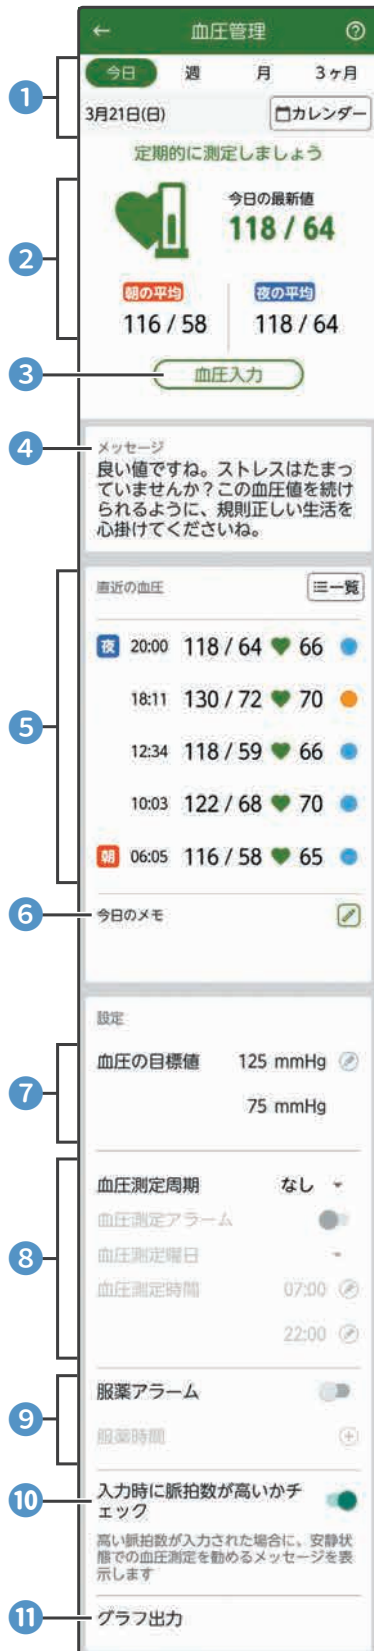 ← 血圧管理 ?
1
今日 週 月 3ヶ月
3月21日(日) カレンダー
定期的に測定しましょう
2
今日の最新値
118 / 64
朝の平均 夜の平均
116 / 58 118 / 64
3
血圧入力
4
メッセージ
良い値ですね。ストレスはたまっ
ていませんか？この血圧値を続け
られるように、規則正しい生活を
心掛けてくださいね。
5
直近の血圧 一覧
夜 20:00 118 / 64 66
18:11 130 / 72 70
12:34 118 / 59 66
10:03 122 / 68 70
朝 06:05 116 / 58 65
6
今日のメモ
設定
7
血圧の目標値 125 mmHg
75 mmHg
8
血圧測定周期 なし
血圧測定アラーム
血圧測定曜日
血圧測定時間 07:00
22:00
9
服薬アラーム
服薬時間
10
入力時に脈拍数が高いかチ
ェック
高い脈拍数が入力された場合に、安静状
態での血圧測定を勧めるメッセージを表
示します
11
グラフ出力